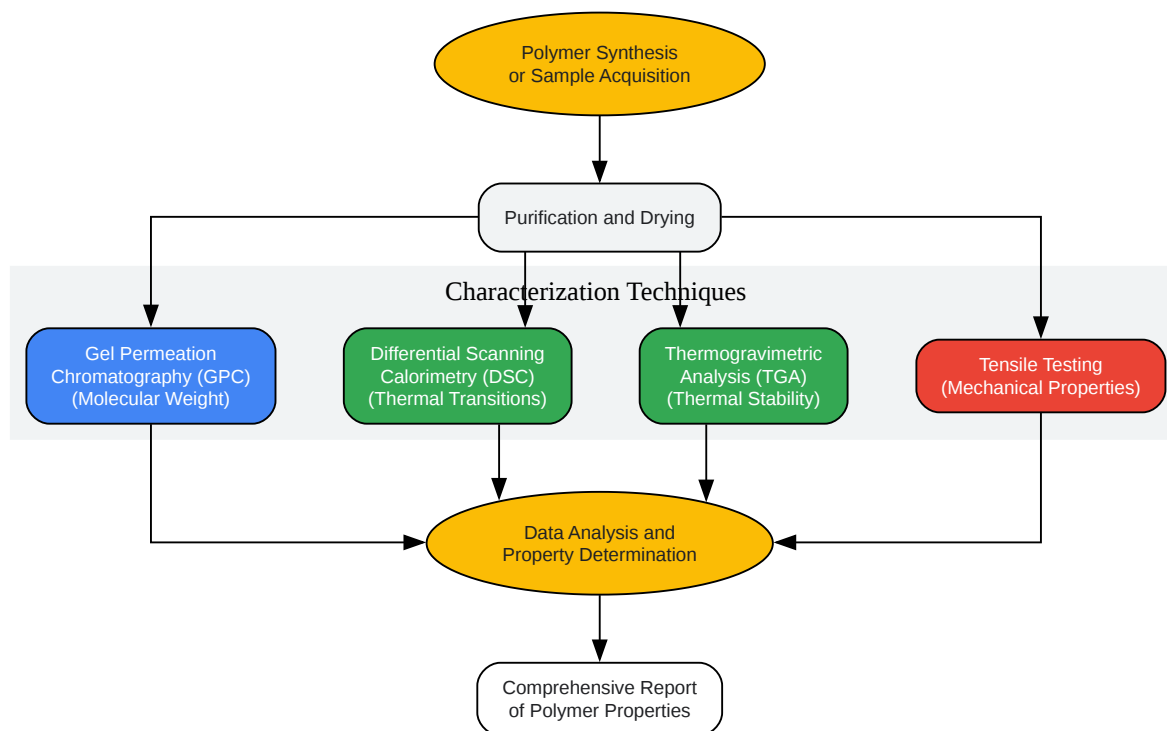 Polymer Synthesis
or Sample Acquisition
Purification and Drying
Characterization Techniques
Gel Permeation
Chromatography (GPC)
(Molecular Weight)
Differential Scanning
Calorimetry (DSC)
(Thermal Transitions)
Thermogravimetric
Analysis (TGA)
(Thermal Stability)
Tensile Testing
(Mechanical Properties)
Data Analysis and
Property Determination
Comprehensive Report
of Polymer Properties